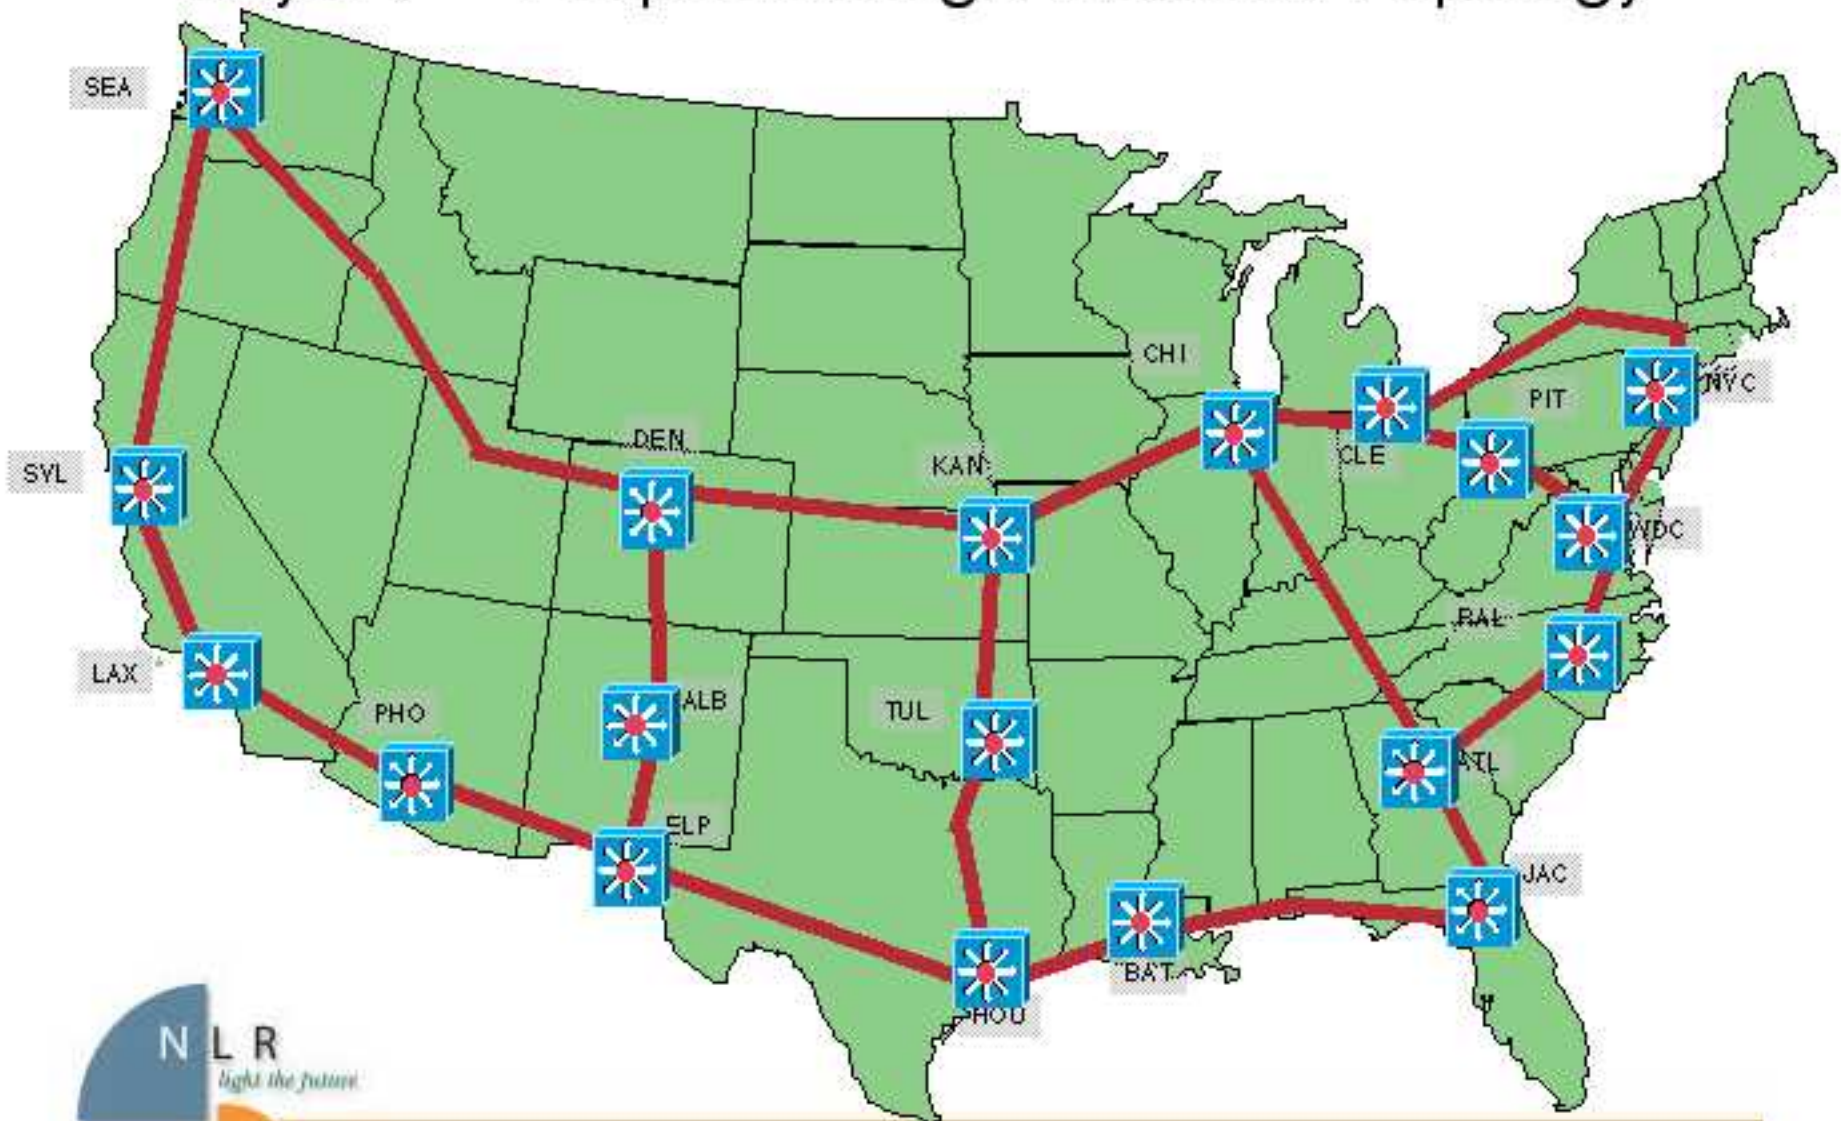 SEA
CHI
NYC
PIT
DEN
CLE
KAN
SYL
WDC
RAL
LAX
ALB
PHO
TUL
ATL
ELP
JAC
BAT
HOU
NLR
light the future